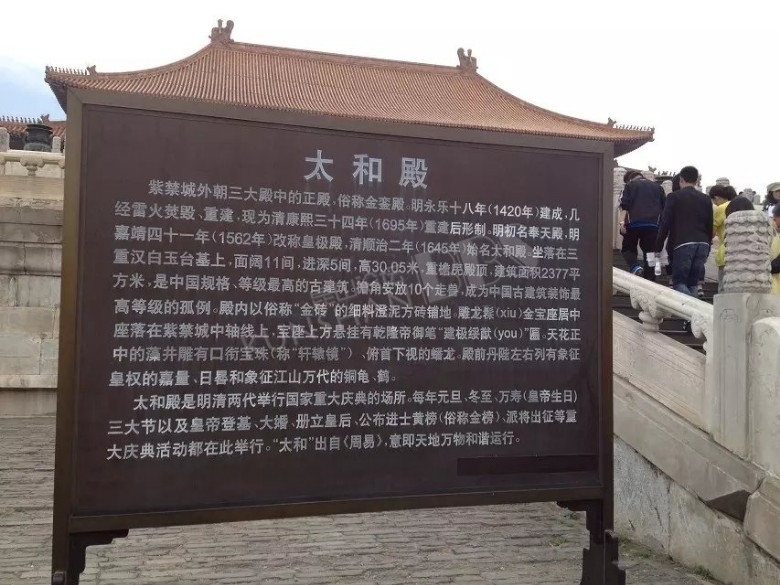 太和殿
紫禁城外朝三大殿中的正殿,俗称金銮殿。明永乐十八年(1420年)建成,几
经雷火焚毁、重建,现为清康熙三十四年(1695年)重建后形制。明初名奉天殿,明
嘉靖四十一年(1562年)改称皇极殿,清顺治二年(1645年)始名太和殿。坐落在三
重汉白玉台基上,面阔11间,进深5间,高30.05米,重檐庑殿顶,建筑面积2377平
方米,是中国规格、等级最高的古建筑。檐角安放10个走兽,成为中国古建筑装饰最
高等级的孤例。殿内以俗称“金砖”的细料澄泥方砖铺地。雕龙髹(xiu)金宝座居中
座落在紫禁城中轴线上,宝座上方悬挂有乾隆帝御笔“建极绥猷(you)”匾。天花正
中的藻井雕有口衔宝珠(称“轩辕镜”)、俯首下视的蟠龙。殿前丹陛左右列有象征
皇权的嘉量、日晷和象征江山万代的铜龟、鹤。
太和殿是明清两代举行国家重大庆典的场所。每年元旦、冬至、万寿(皇帝生日)
三大节以及皇帝登基、大婚、册立皇后、公布进士黄榜(俗称金榜)、派将出征等重
大庆典活动都在此举行。“太和”出自《周易》,意即天地万物和谐运行。